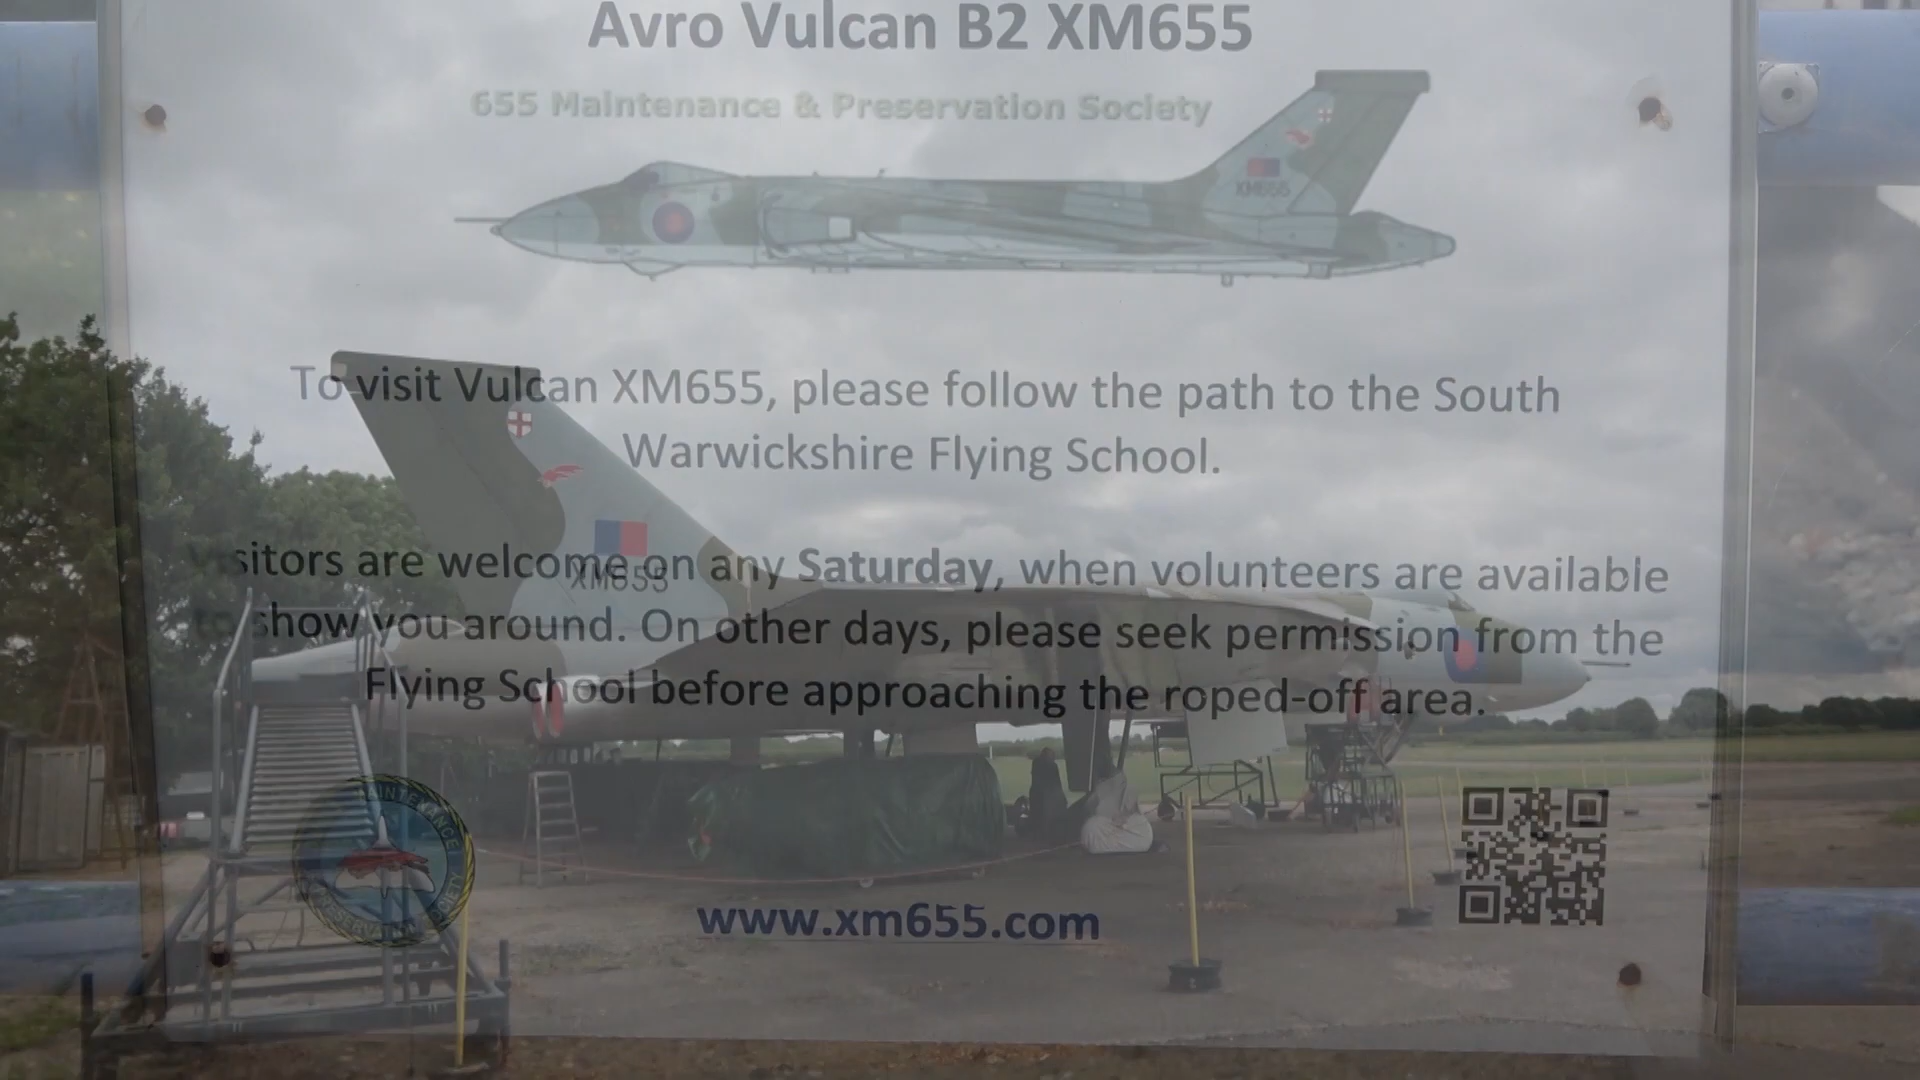 Avro Vulcan B2 XM655
655 Maintenance & Preservation Society
XM655
To visit Vulcan XM655, please follow the path to the South
Warwickshire Flying School.
XM655
Visitors are welcome on any Saturday, when volunteers are available
to show you around. On other days, please seek permission from the
Flying School before approaching the roped-off area.
MAINTENANCE PRESERVATION SOCIETY
www.xm655.com